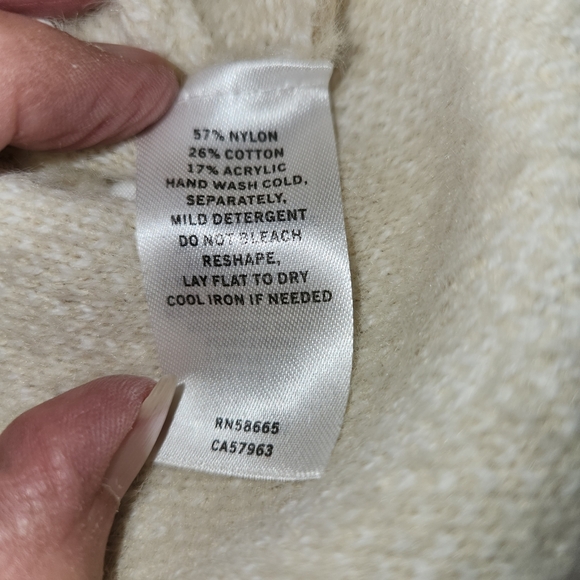 57% NYLON
26% COTTON
17% ACRYLIC
HAND WASH COLD,
SEPARATELY,
MILD DETERGENT
DO NOT BLEACH
RESHAPE,
LAY FLAT TO DRY
COOL IRON IF NEEDED
RN58665
CA57963